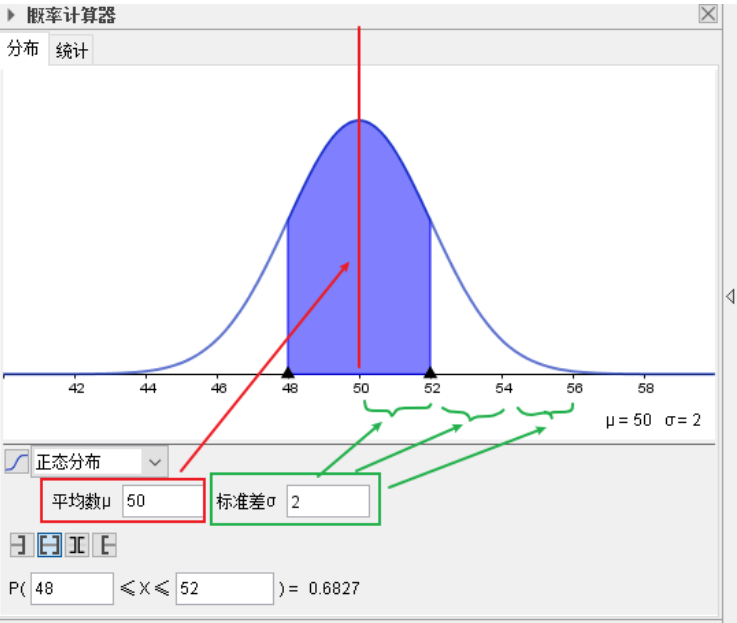 概率计算器
分布 统计
42 44 46 48 50 52 54 56 58
μ = 50 σ = 2
正态分布
平均数μ 50 标准差σ 2
P( 48 ≤ X ≤ 52 ) = 0.6827